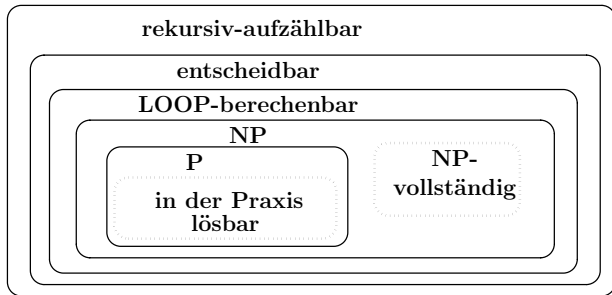 rekursiv-aufzählbar
entscheidbar
LOOP-berechenbar
NP
P
in der Praxis
lösbar
NP-
vollständig